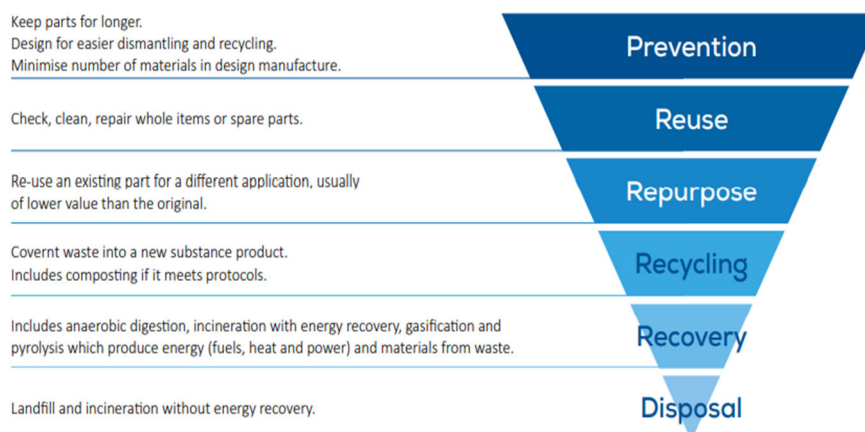 Keep parts for longer.
Design for easier dismantling and recycling.
Minimise number of materials in design manufacture.
Prevention
Check, clean, repair whole items or spare parts.
Reuse
Re-use an existing part for a different application, usually
of lower value than the original.
Repurpose
Covernt waste into a new substance product.
Includes composting if it meets protocols.
Recycling
Includes anaerobic digestion, incineration with energy recovery, gasification and
pyrolysis which produce energy (fuels, heat and power) and materials from waste.
Recovery
Landfill and incineration without energy recovery.
Disposal